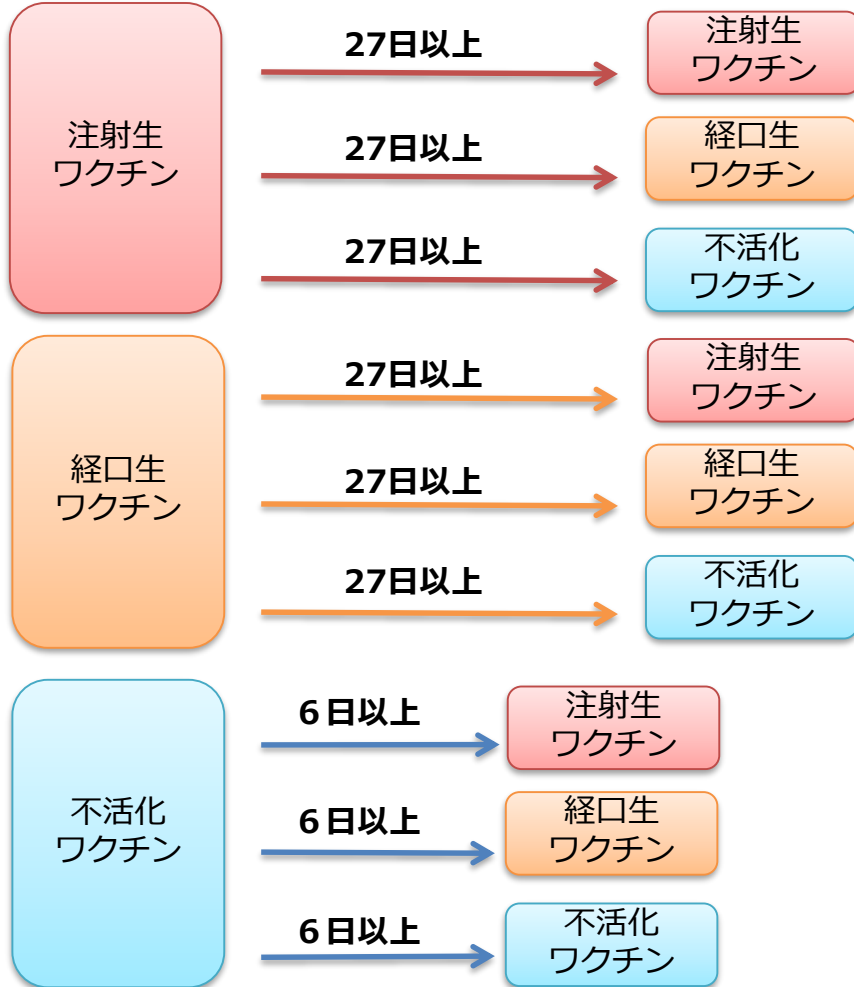 注射生
ワクチン
27日以上
注射生
ワクチン
27日以上
経口生
ワクチン
27日以上
不活化
ワクチン
経口生
ワクチン
27日以上
注射生
ワクチン
27日以上
経口生
ワクチン
27日以上
不活化
ワクチン
不活化
ワクチン
6日以上
注射生
ワクチン
6日以上
経口生
ワクチン
6日以上
不活化
ワクチン